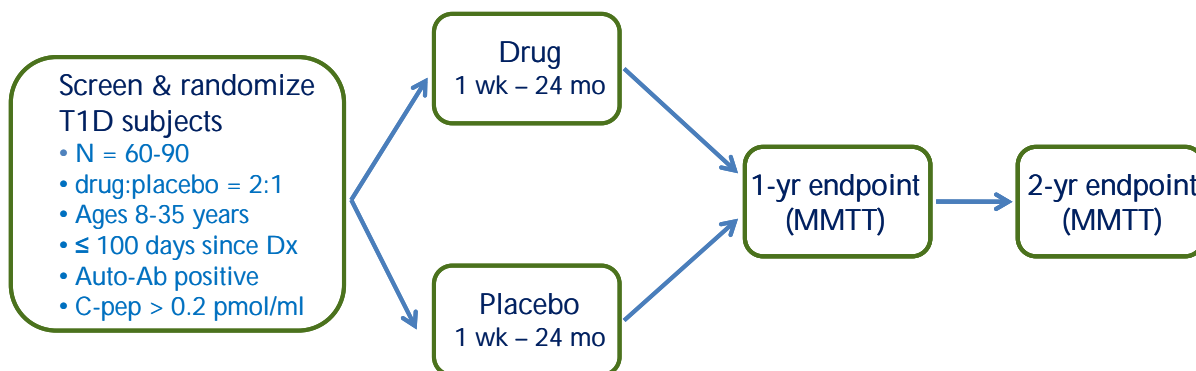 Screen & randomize
T1D subjects
• N = 60-90
• drug:placebo = 2:1
• Ages 8-35 years
• ≤ 100 days since Dx
• Auto-Ab positive
• C-pep > 0.2 pmol/ml
Drug
1 wk – 24 mo
Placebo
1 wk – 24 mo
1-yr endpoint
(MMTT)
2-yr endpoint
(MMTT)